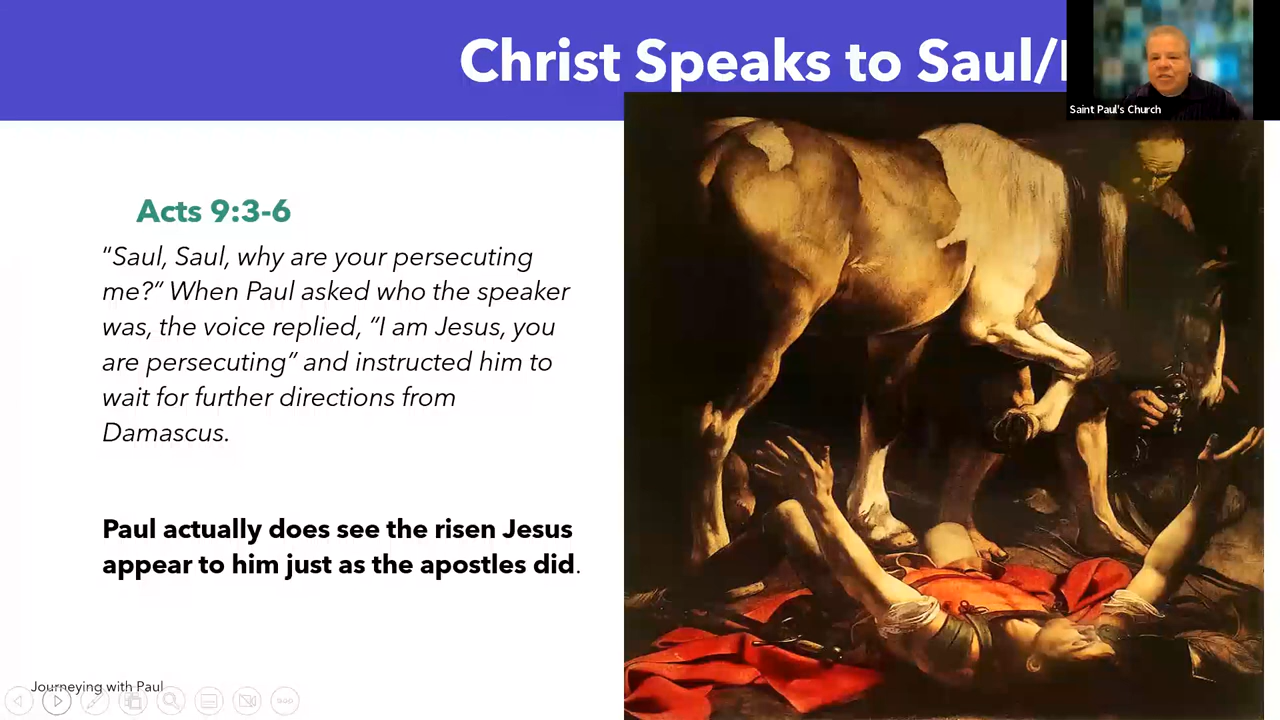 Christ Speaks to Saul/
Saint Paul's Church
Acts 9:3-6
“Saul, Saul, why are your persecuting
me?” When Paul asked who the speaker
was, the voice replied, “I am Jesus, you
are persecuting” and instructed him to
wait for further directions from
Damascus.
Paul actually does see the risen Jesus
appear to him just as the apostles did.
Journeying with Paul